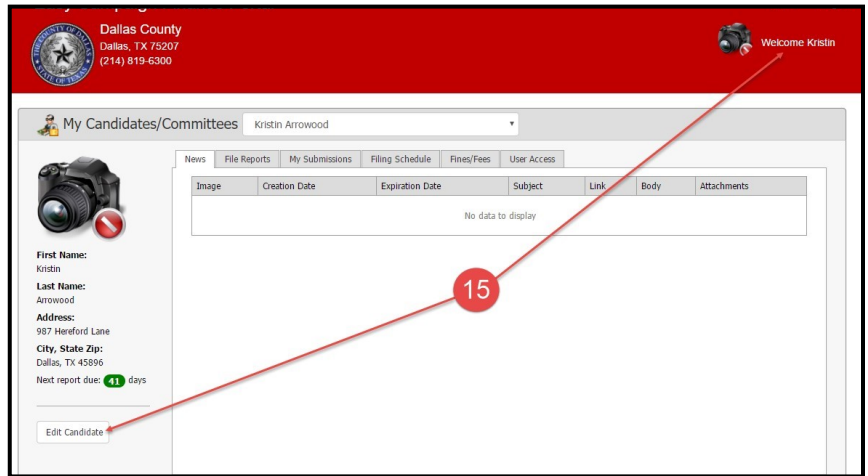 Dallas County
Dallas, TX 75207
(214) 819-6300
Welcome Kristin
My Candidates/Committees Kristin Arrowood
News File Reports My Submissions Filing Schedule Fines/Fees User Access
Image Creation Date Expiration Date Subject Link Body Attachments
No data to display
First Name:
Kristin
Last Name:
Arrowood
Address:
987 Hereford Lane
City, State Zip:
Dallas, TX 45896
Next report due: 41 days
15
Edit Candidate